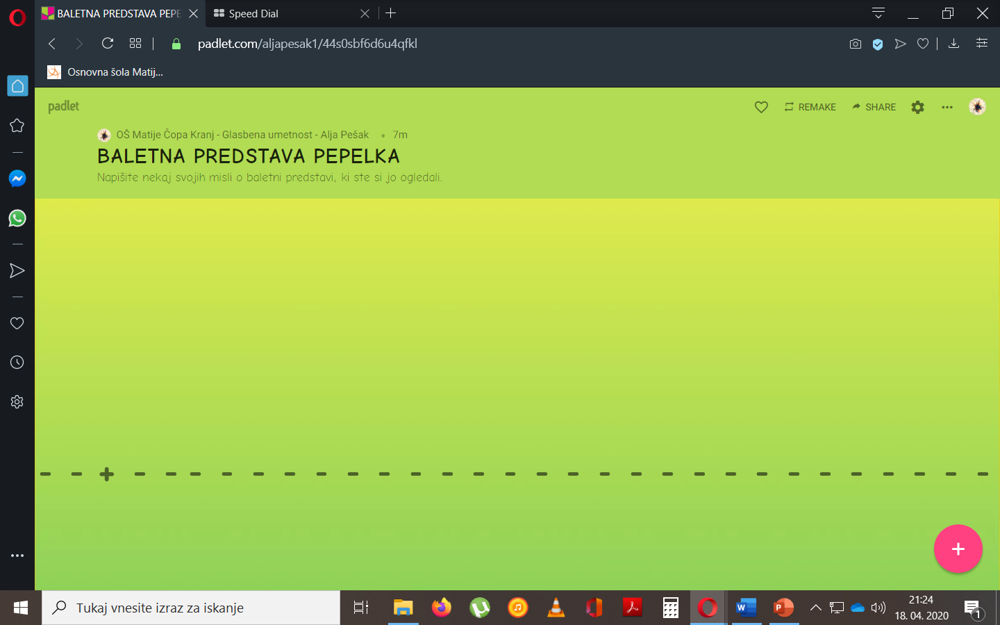 BALETNA PREDSTAVA PEPE
Speed Dial
padlet.com/aljapesak1/44s0sbf6d6u4qfkl
Osnovna šola Matij...
padlet
REMAKE
SHARE
OŠ Matije Čopa Kranj - Glasbena umetnost - Alja Pešak • 7m
BALETNA PREDSTAVA PEPELKA
Napišite nekaj svojih misli o baletni predstavi, ki ste si jo ogledali.
Tukaj vnesite izraz za iskanje
21:24
18. 04. 2020
1